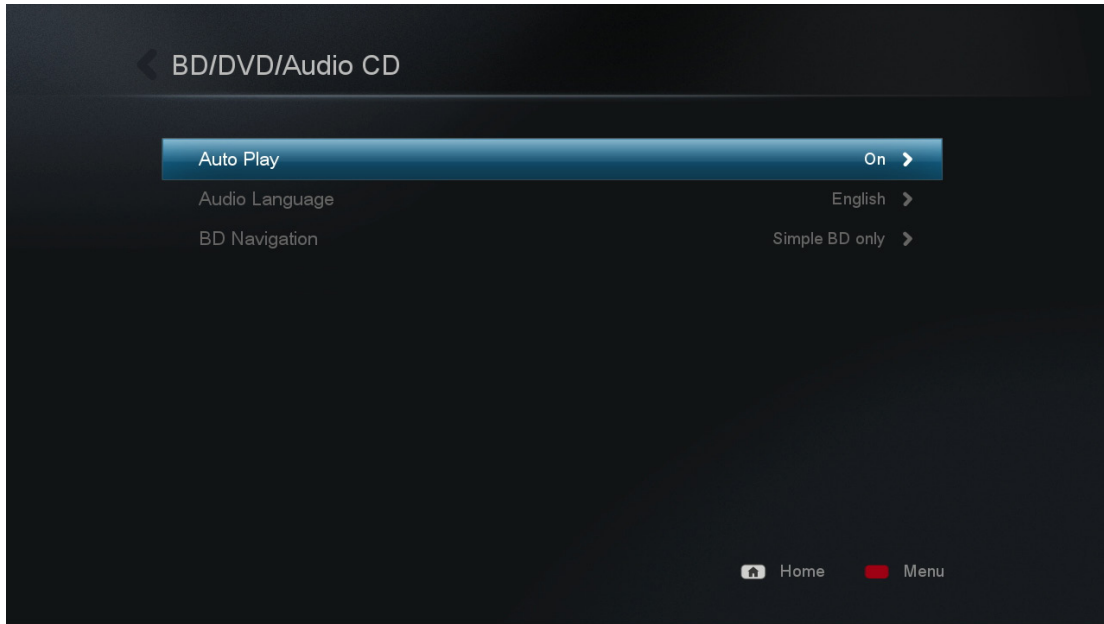 BD/DVD/Audio CD
Auto Play On
Audio Language English
BD Navigation Simple BD only
Home Menu